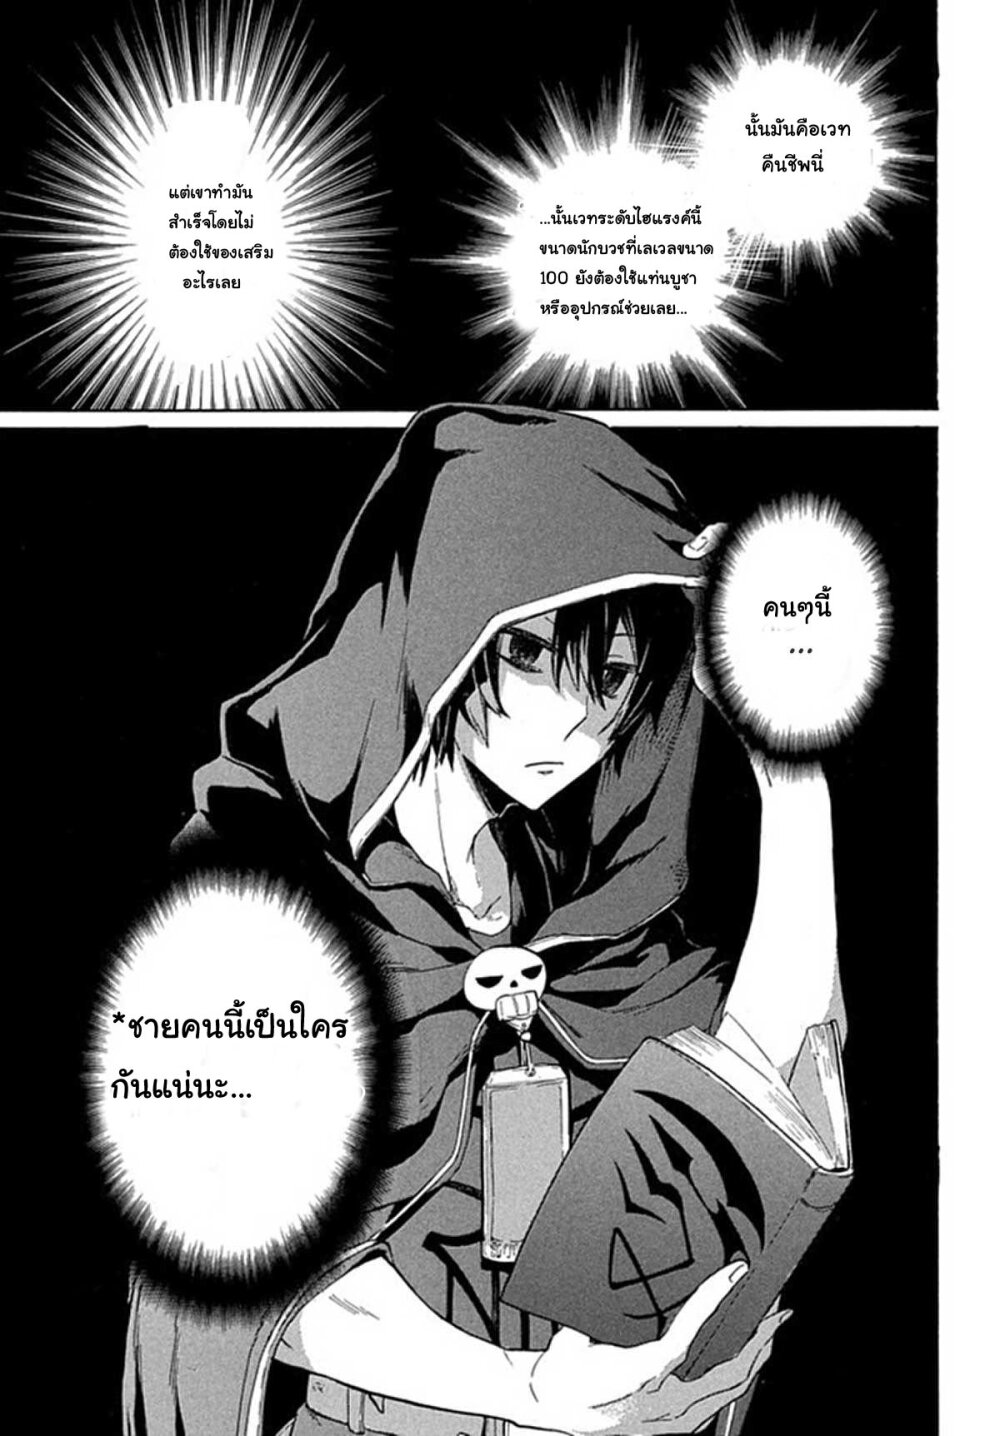 นั้นมันคือเวท
คืนชีพนี่
...นั้นเวทระดับไฮแรงค์นี้
ขนาดนักบวชที่เลเวลขนาด
100 ยังต้องใช้แท่นบูชา
หรืออุปกรณ์ช่วยเลย...
แต่เขาทำมัน
สำเร็จโดยไม่
ต้องใช้ของเสริม
อะไรเลย
คนๆนี้
...
*ชายคนนี้เป็นใคร
กันแน่นะ...